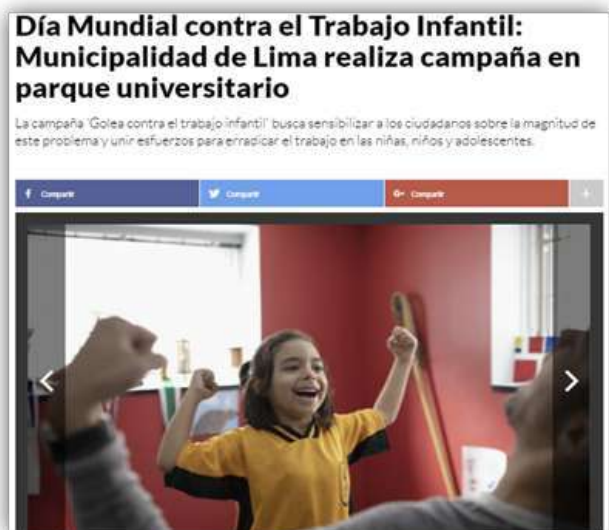 Día Mundial contra el Trabajo Infantil:
Municipalidad de Lima realiza campaña en
parque universitario
La campaña 'Golea contra el trabajo infantil' busca sensibilizar a los ciudadanos sobre la magnitud de
este problema y unir esfuerzos para erradicar el trabajo en las niñas, niños y adolescentes.
f Compartir
Compartir
G+ Compartir
+